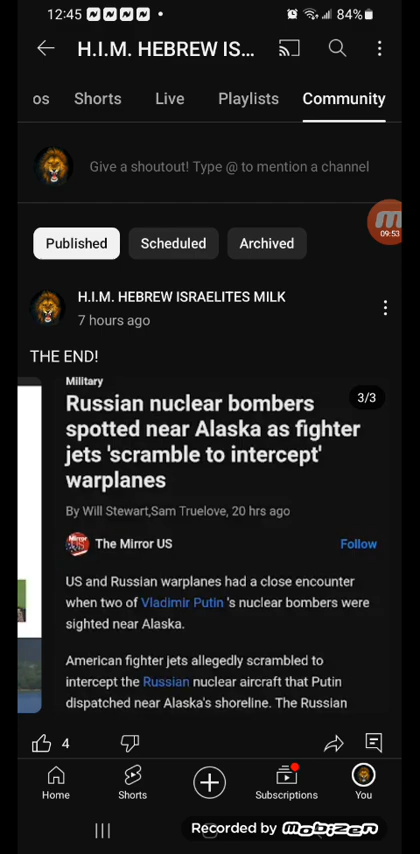 12:45
84%
H.I.M. HEBREW IS...
os Shorts Live Playlists Community
Give a shoutout! Type @ to mention a channel
09:53
Published Scheduled Archived
H.I.M. HEBREW ISRAELITES MILK
7 hours ago
THE END!
Military
3/3
Russian nuclear bombers
spotted near Alaska as fighter
jets 'scramble to intercept'
warplanes
By Will Stewart,Sam Truelove, 20 hrs ago
The Mirror US Follow
US and Russian warplanes had a close encounter
when two of Vladimir Putin 's nuclear bombers were
sighted near Alaska.
American fighter jets allegedly scrambled to
intercept the Russian nuclear aircraft that Putin
dispatched near Alaska's shoreline. The Russian
4
Home Shorts Subscriptions You
Recorded by mobizen